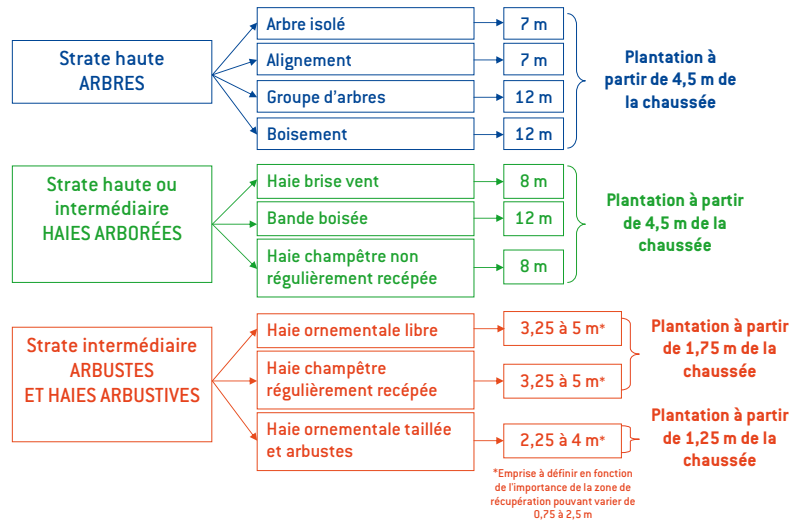 Strate haute
ARBRES
Arbre isolé
7 m
Alignement
7 m
Groupe d'arbres
12 m
Boisement
12 m
Plantation à
partir de 4,5 m de
la chaussée
Strate haute ou
intermédiaire
HAIES ARBORÉES
Haie brise vent
8 m
Bande boisée
12 m
Haie champêtre non
régulièrement recépée
8 m
Plantation à partir
de 4,5 m de la
chaussée
Strate intermédiaire
ARBUSTES
ET HAIES ARBUSTIVES
Haie ornementale libre
3,25 à 5 m*
Haie champêtre
régulièrement recépée
3,25 à 5 m*
Plantation à partir
de 1,75 m de la
chaussée
Haie ornementale taillée
et arbustes
2,25 à 4 m*
Plantation à partir
de 1,25 m de la
chaussée
*Emprise à définir en fonction
de l'importance de la zone de
récupération pouvant varier de
0,75 à 2,5 m